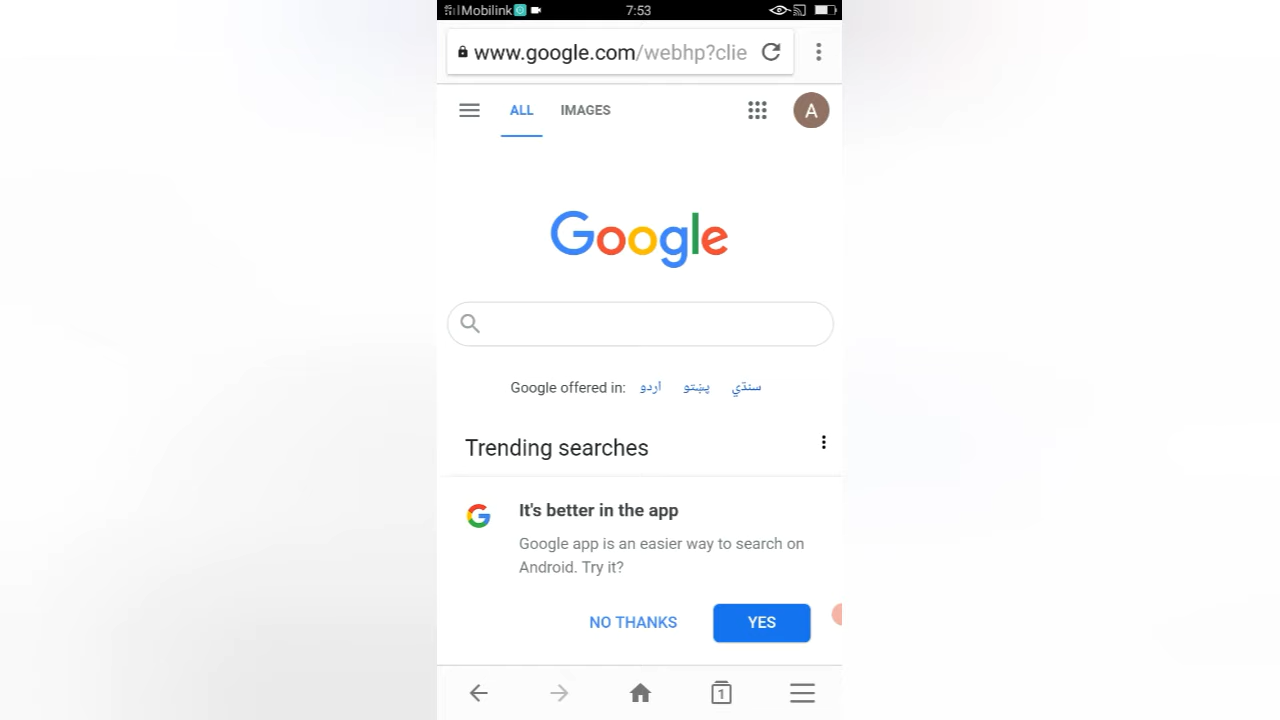 Mobilink 7:53
www.google.com/webhp?clie
ALL IMAGES A
Google
Google offered in: اردو پښتو سنڌي
Trending searches
It's better in the app
Google app is an easier way to search on
Android. Try it?
NO THANKS YES
1